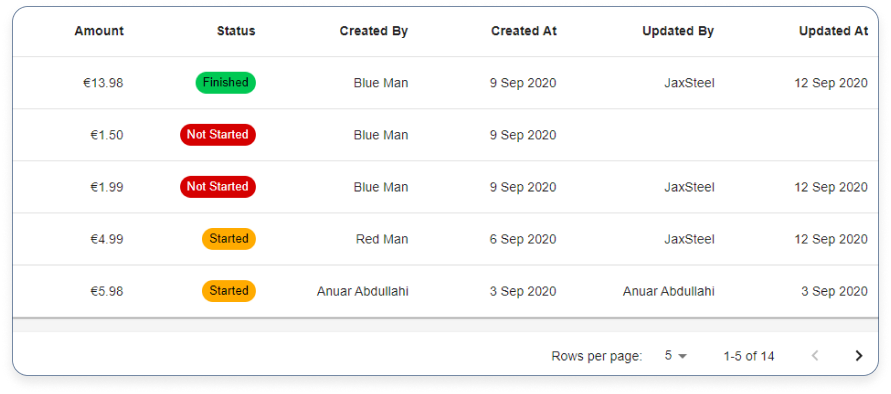 Amount Status Created By Created At Updated By Updated At
€13.98 Finished Blue Man 9 Sep 2020 JaxSteel 12 Sep 2020
€1.50 Not Started Blue Man 9 Sep 2020
€1.99 Not Started Blue Man 9 Sep 2020 JaxSteel 12 Sep 2020
€4.99 Started Red Man 6 Sep 2020 JaxSteel 12 Sep 2020
€5.98 Started Anuar Abdullahi 3 Sep 2020 Anuar Abdullahi 3 Sep 2020
Rows per page: 5 1-5 of 14